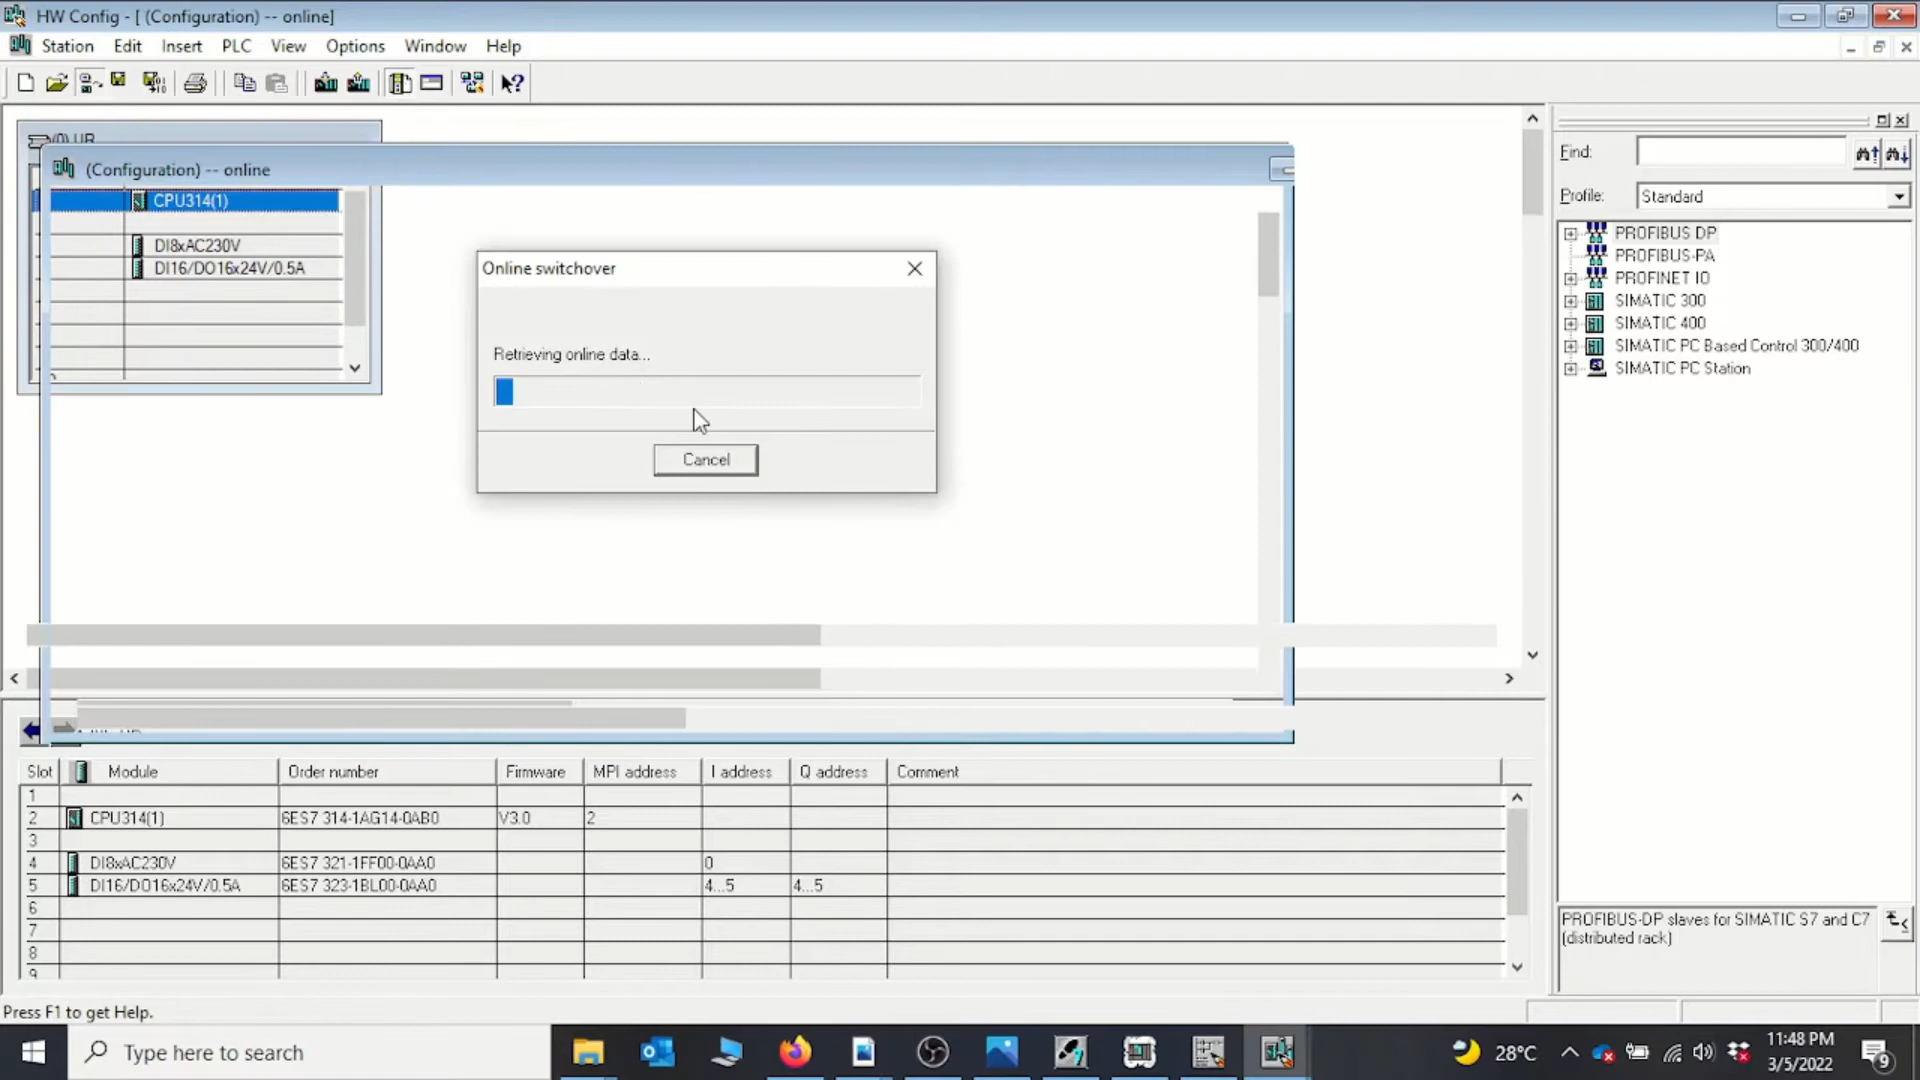 HW Config - [ (Configuration) -- online]
Station Edit Insert PLC View Options Window Help
(0) UR
(Configuration) -- online
CPU314(1)
DI8xAC230V
DI16/DO16x24V/0.5A
Online switchover
Retrieving online data...
Cancel
Find:
Profile: Standard
PROFIBUS DP
PROFIBUS-PA
PROFINET IO
SIMATIC 300
SIMATIC 400
SIMATIC PC Based Control 300/400
SIMATIC PC Station
Slot Module Order number Firmware MPI address I address Q address Comment
1
2 CPU314(1) 6ES7 314-1AG14-0AB0 V3.0 2
3
4 DI8xAC230V 6ES7 321-1FF00-0AA0 0
5 DI16/DO16x24V/0.5A 6ES7 323-1BL00-0AA0 4...5 4...5
6
7
8
9
PROFIBUS-DP slaves for SIMATIC S7 and C7
(distributed rack)
Press F1 to get Help.
Type here to search
28°C
11:48 PM
3/5/2022
9